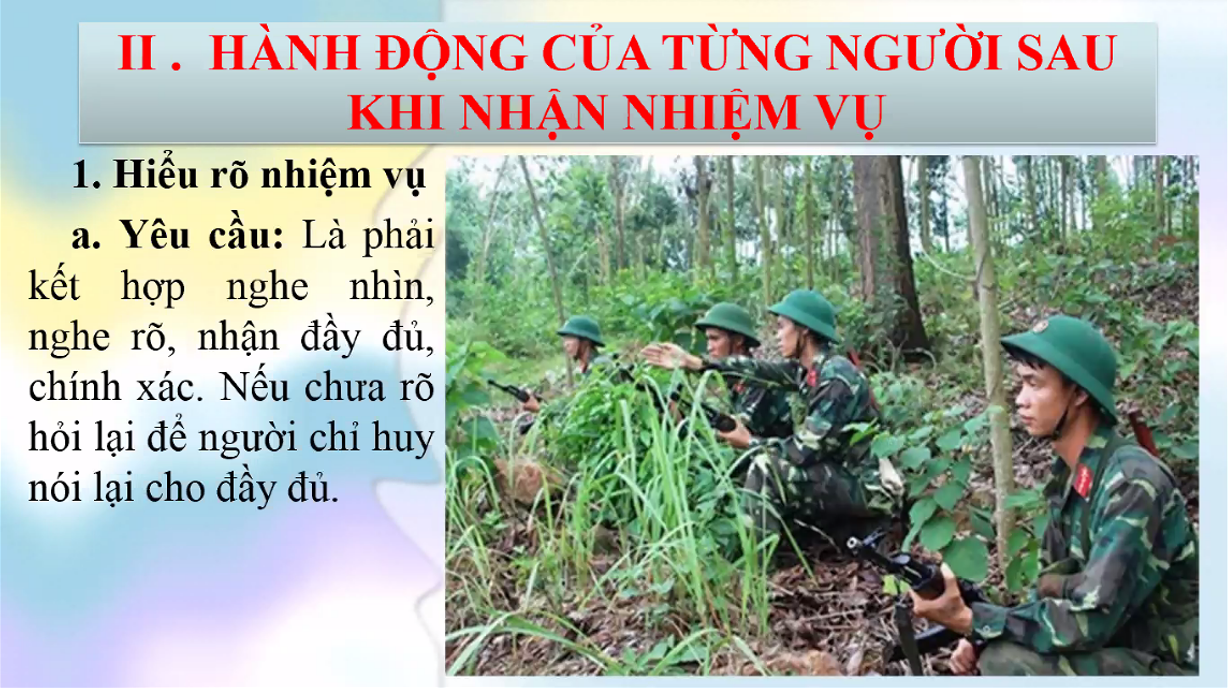 II . HÀNH ĐỘNG CỦA TỪNG NGƯỜI SAU
KHI NHẬN NHIỆM VỤ
1. Hiểu rõ nhiệm vụ
a. Yêu cầu: Là phải
kết hợp nghe nhìn,
nghe rõ, nhận đầy đủ,
chính xác. Nếu chưa rõ
hỏi lại để người chỉ huy
nói lại cho đầy đủ.